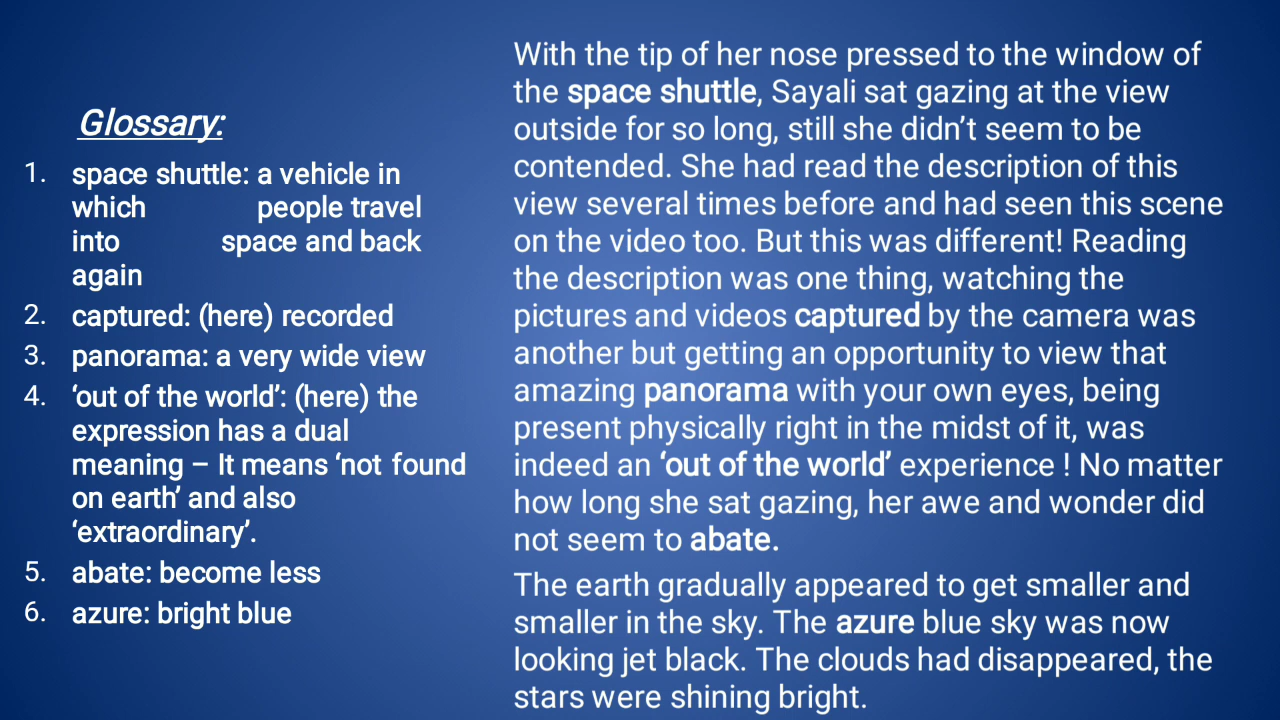 Glossary:
1. space shuttle: a vehicle in
which people travel
into space and back
again
2. captured: (here) recorded
3. panorama: a very wide view
4. ‘out of the world’: (here) the
expression has a dual
meaning – It means ‘not found
on earth’ and also
‘extraordinary’.
5. abate: become less
6. azure: bright blue
With the tip of her nose pressed to the window of
the space shuttle, Sayali sat gazing at the view
outside for so long, still she didn’t seem to be
contended. She had read the description of this
view several times before and had seen this scene
on the video too. But this was different! Reading
the description was one thing, watching the
pictures and videos captured by the camera was
another but getting an opportunity to view that
amazing panorama with your own eyes, being
present physically right in the midst of it, was
indeed an ‘out of the world’ experience ! No matter
how long she sat gazing, her awe and wonder did
not seem to abate.
The earth gradually appeared to get smaller and
smaller in the sky. The azure blue sky was now
looking jet black. The clouds had disappeared, the
stars were shining bright.